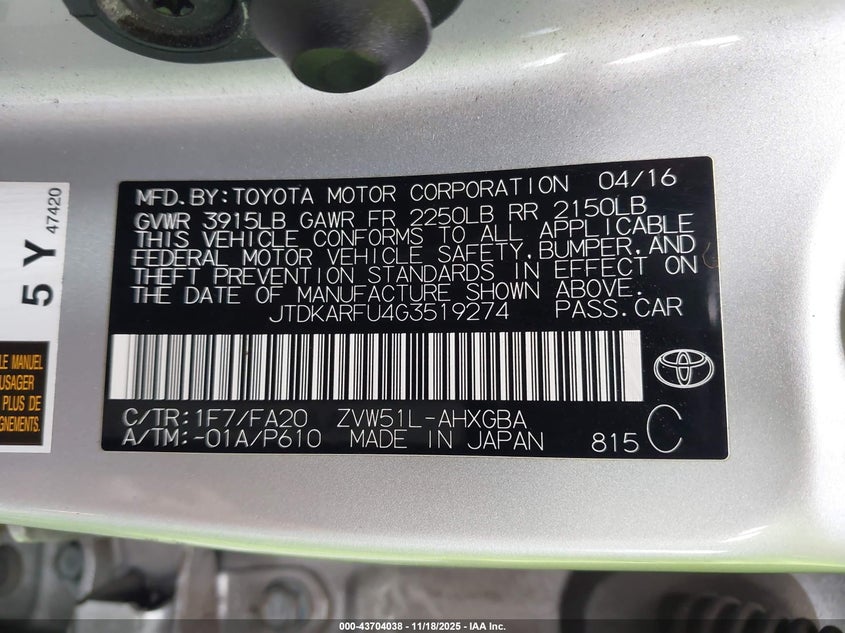 MFD.BY:TOYOTA MOTOR CORPORATION 04/16
GVWR 3915LB GAWR FR 2250LB RR 2150LB
THIS VEHICLE CONFORMS TO ALL APPLICABLE
FEDERAL MOTOR VEHICLE SAFETY, BUMPER, AND
THEFT PREVENTION STANDARDS IN EFFECT ON
THE DATE OF MANUFACTURE SHOWN ABOVE.
JTDKARFU4G3519274 PASS.CAR
C/TR:1F7/FA20 ZVW51L-AHXGBA
A/TM:-01A/P610 MADE IN JAPAN 815 C
5 Y
47420
LE MANUEL
USAGER
PLUS DE
GNEMENTS.
000-43704038 - 11/18/2025 - IAA Inc.